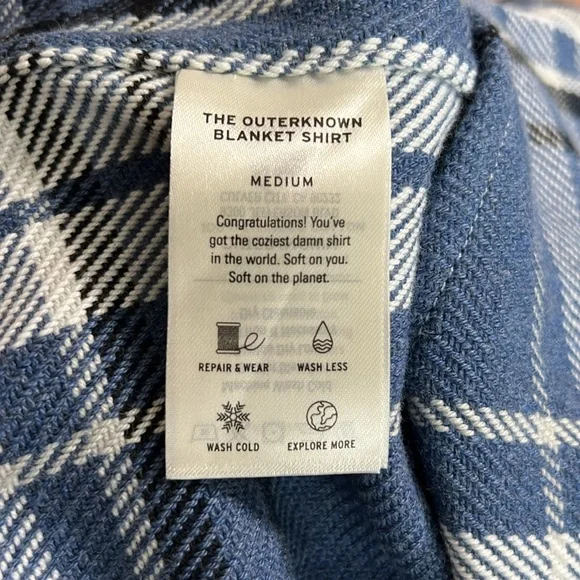 THE OUTERKNOWN
BLANKET SHIRT
MEDIUM
Congratulations! You've
got the coziest damn shirt
in the world. Soft on you.
Soft on the planet.
REPAIR & WEAR
WASH LESS
WASH COLD
EXPLORE MORE